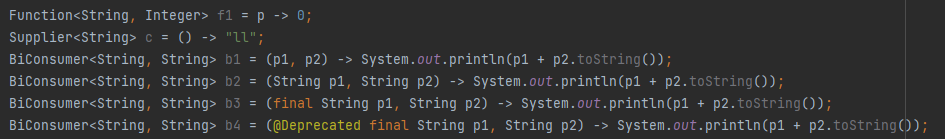 Function<String, Integer> f1 = p -> 0;
Supplier<String> c = () -> "ll";
BiConsumer<String, String> b1 = (p1, p2) -> System.out.println(p1 + p2.toString());
BiConsumer<String, String> b2 = (String p1, String p2) -> System.out.println(p1 + p2.toString());
BiConsumer<String, String> b3 = (final String p1, String p2) -> System.out.println(p1 + p2.toString());
BiConsumer<String, String> b4 = (@Deprecated final String p1, String p2) -> System.out.println(p1 + p2.toString());